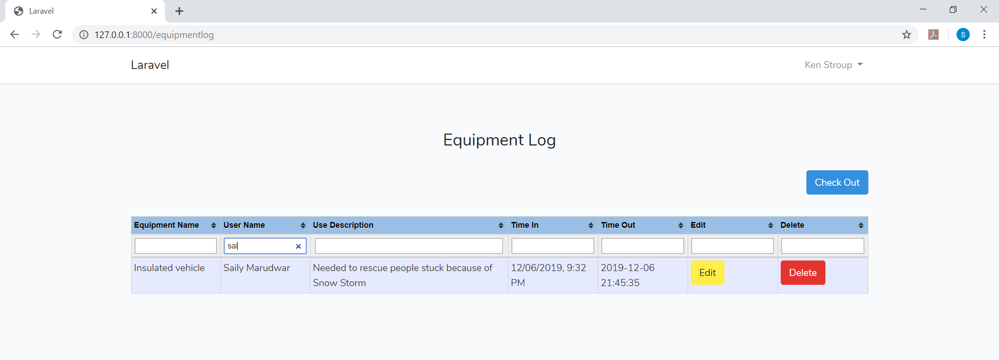 Laravel
127.0.0.1:8000/equipmentlog
S
Laravel
Ken Stroup
Equipment Log
Check Out
Equipment Name User Name Use Description Time In Time Out Edit Delete
sai
Insulated vehicle Saily Marudwar Needed to rescue people stuck because of 12/06/2019, 9:32 2019-12-06 Edit Delete
Snow Storm PM 21:45:35